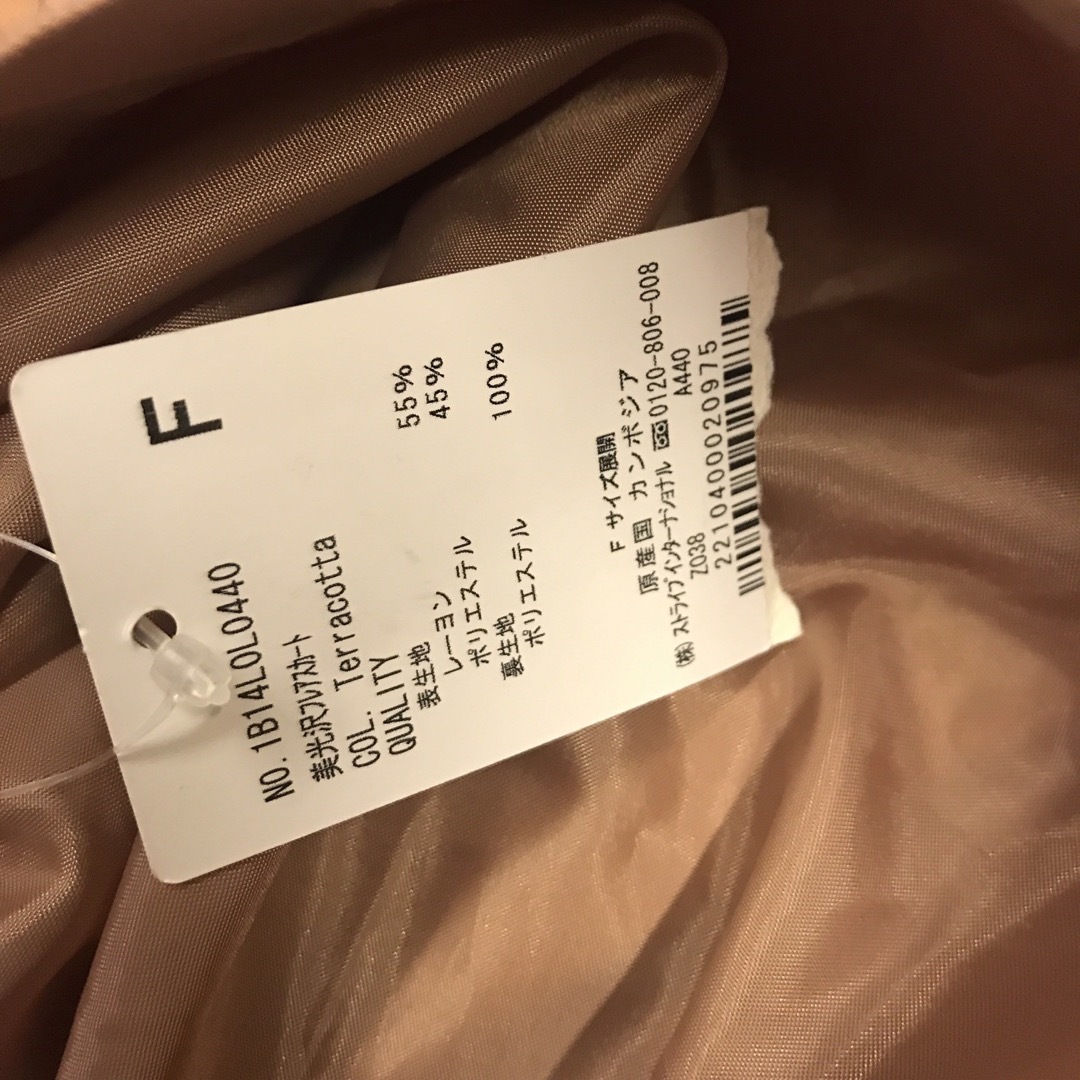 F
NO.1B14L0L0440
美光沢フレアスカート
COL. Terracotta
QUALITY
表生地
レーヨン 55%
ポリエステル 45%
裏生地
ポリエステル 100%
F サイズ展開
原産国 カンボジア
(株)ストライプインターナショナル 0120-806-008
Z038 A440
2210400020975